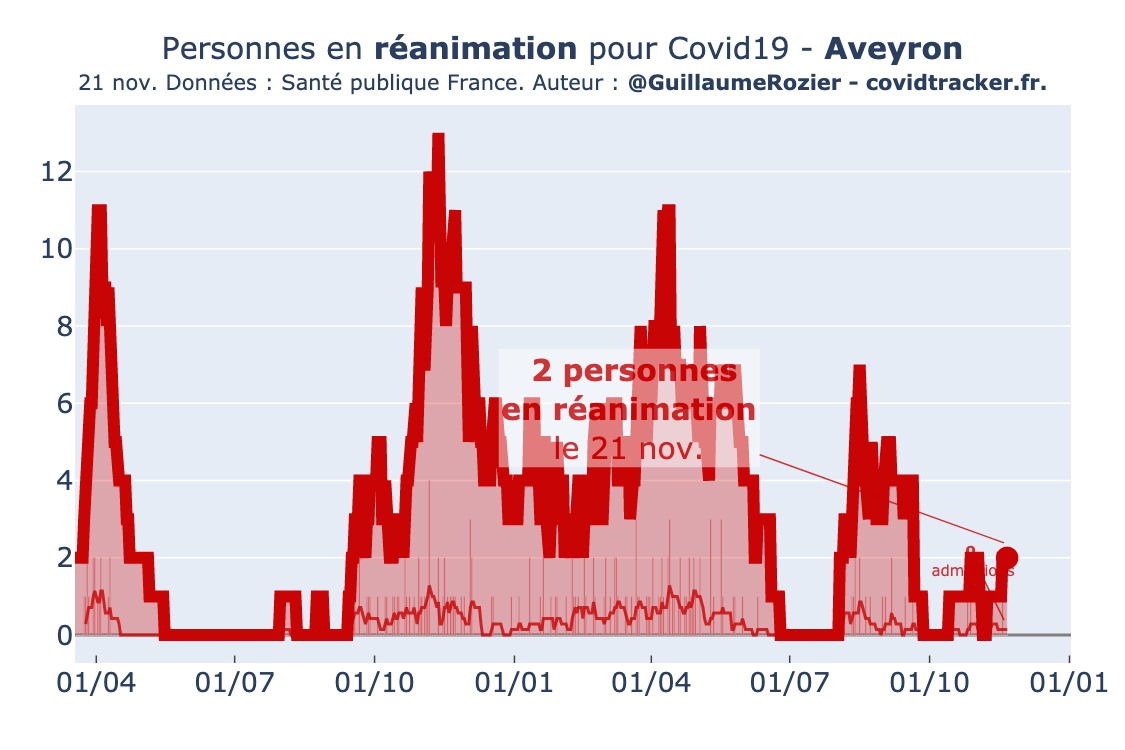 Personnes en réanimation pour Covid19 - Aveyron
21 nov. Données : Santé publique France. Auteur : @GuillaumeRozier - covidtracker.fr.
12
10
8
6
4
2
0
2 personnes
en réanimation
le 21 nov.
01/04 01/07 01/10 01/01 01/04 01/07 01/10 01/01